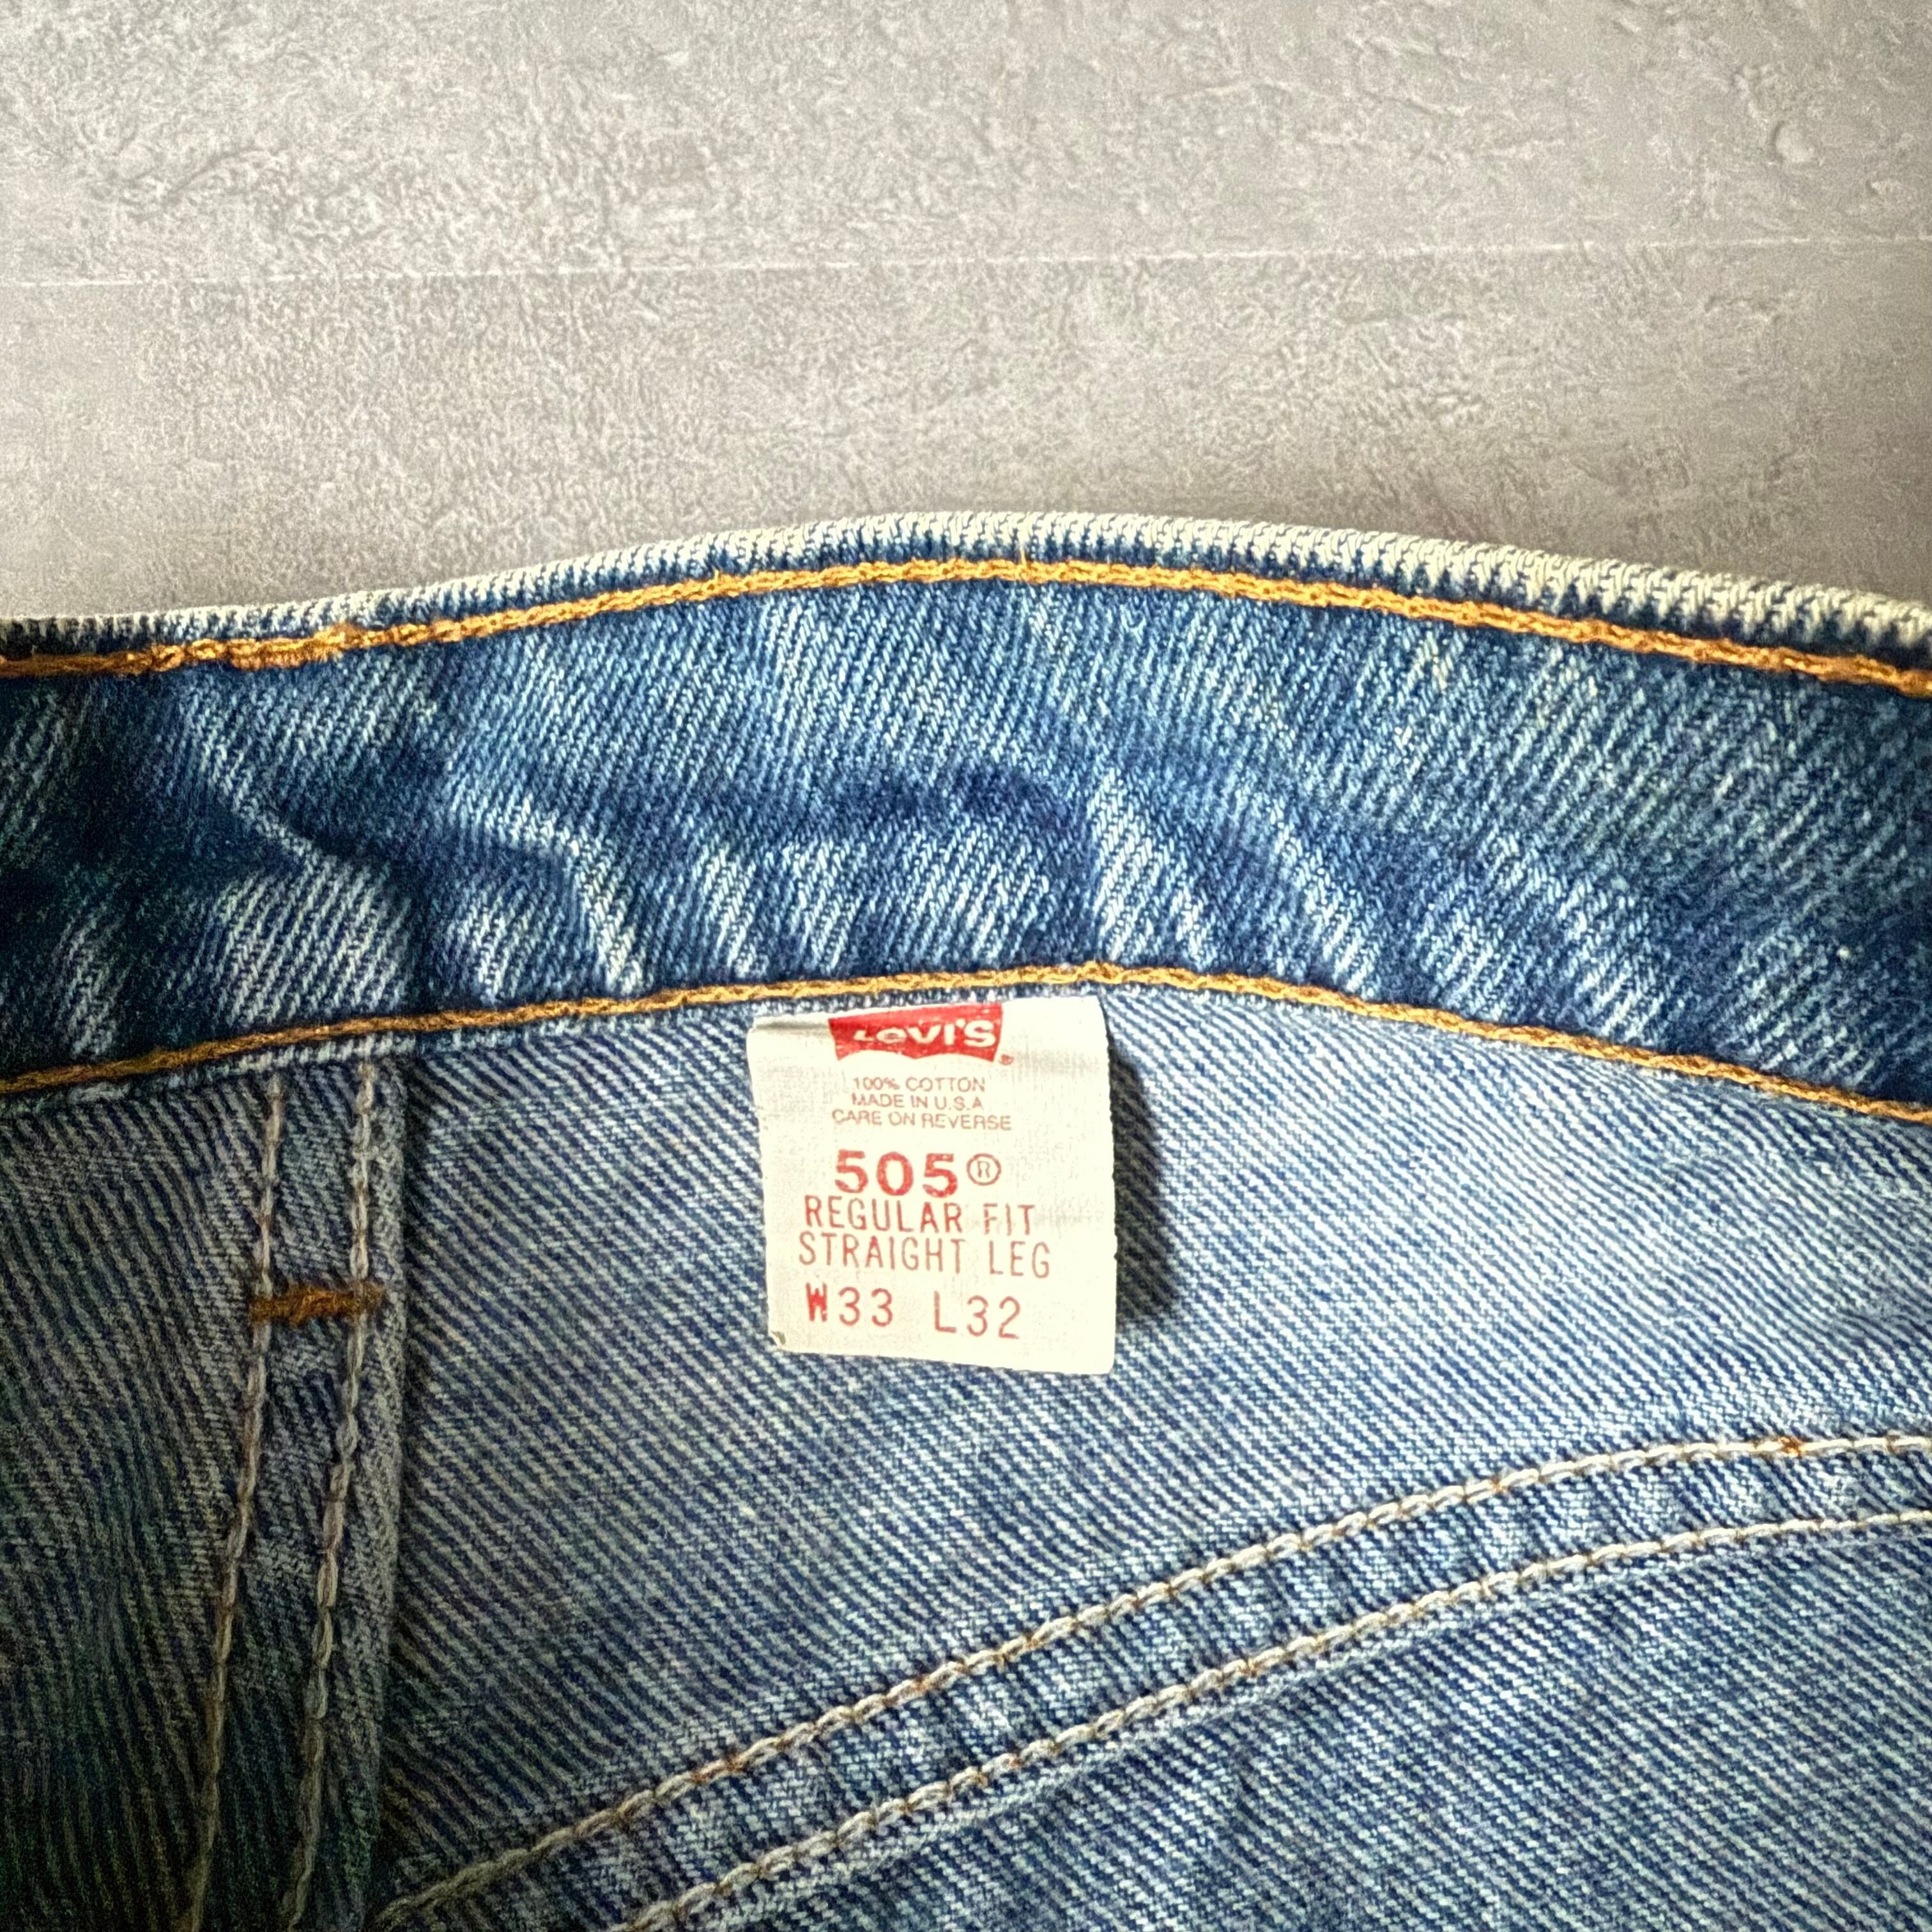 LEVI'S
®
100% COTTON
MADE IN U.S.A
CARE ON REVERSE
505®
REGULAR FIT
STRAIGHT LEG
W33 L32